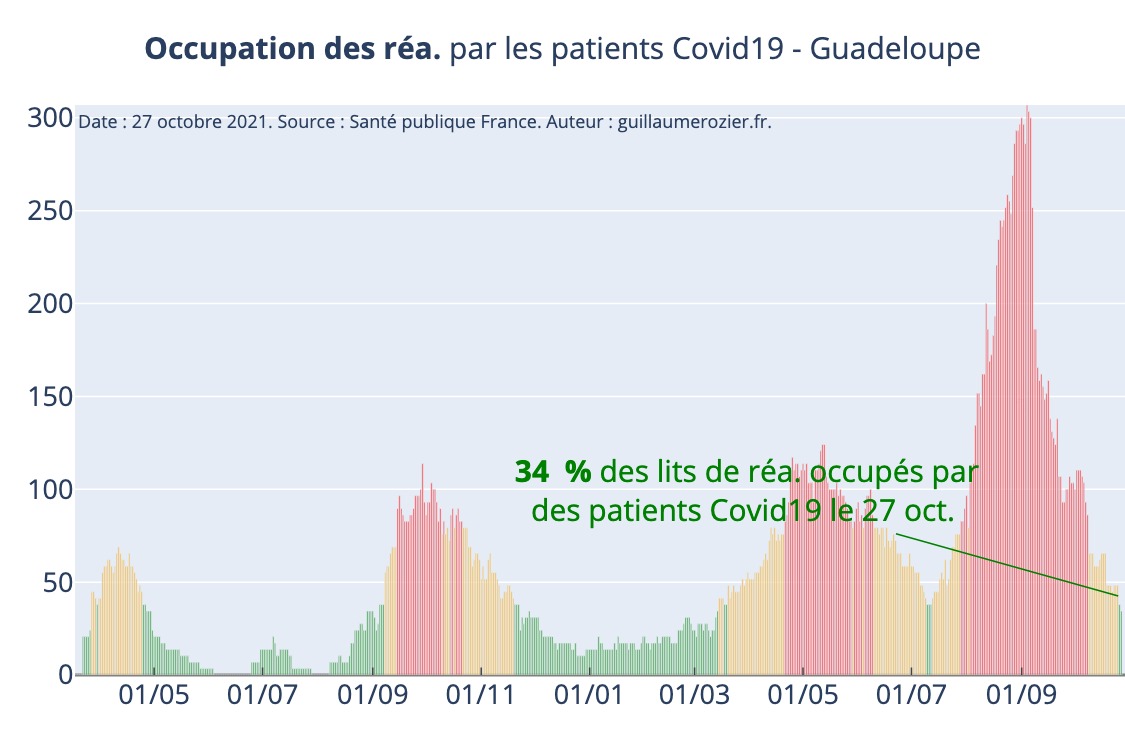 Occupation des réa. par les patients Covid19 - Guadeloupe
Date : 27 octobre 2021. Source : Santé publique France. Auteur : guillaumerozier.fr.
300
250
200
150
100
50
0
34 % des lits de réa. occupés par
des patients Covid19 le 27 oct.
01/05 01/07 01/09 01/11 01/01 01/03 01/05 01/07 01/09